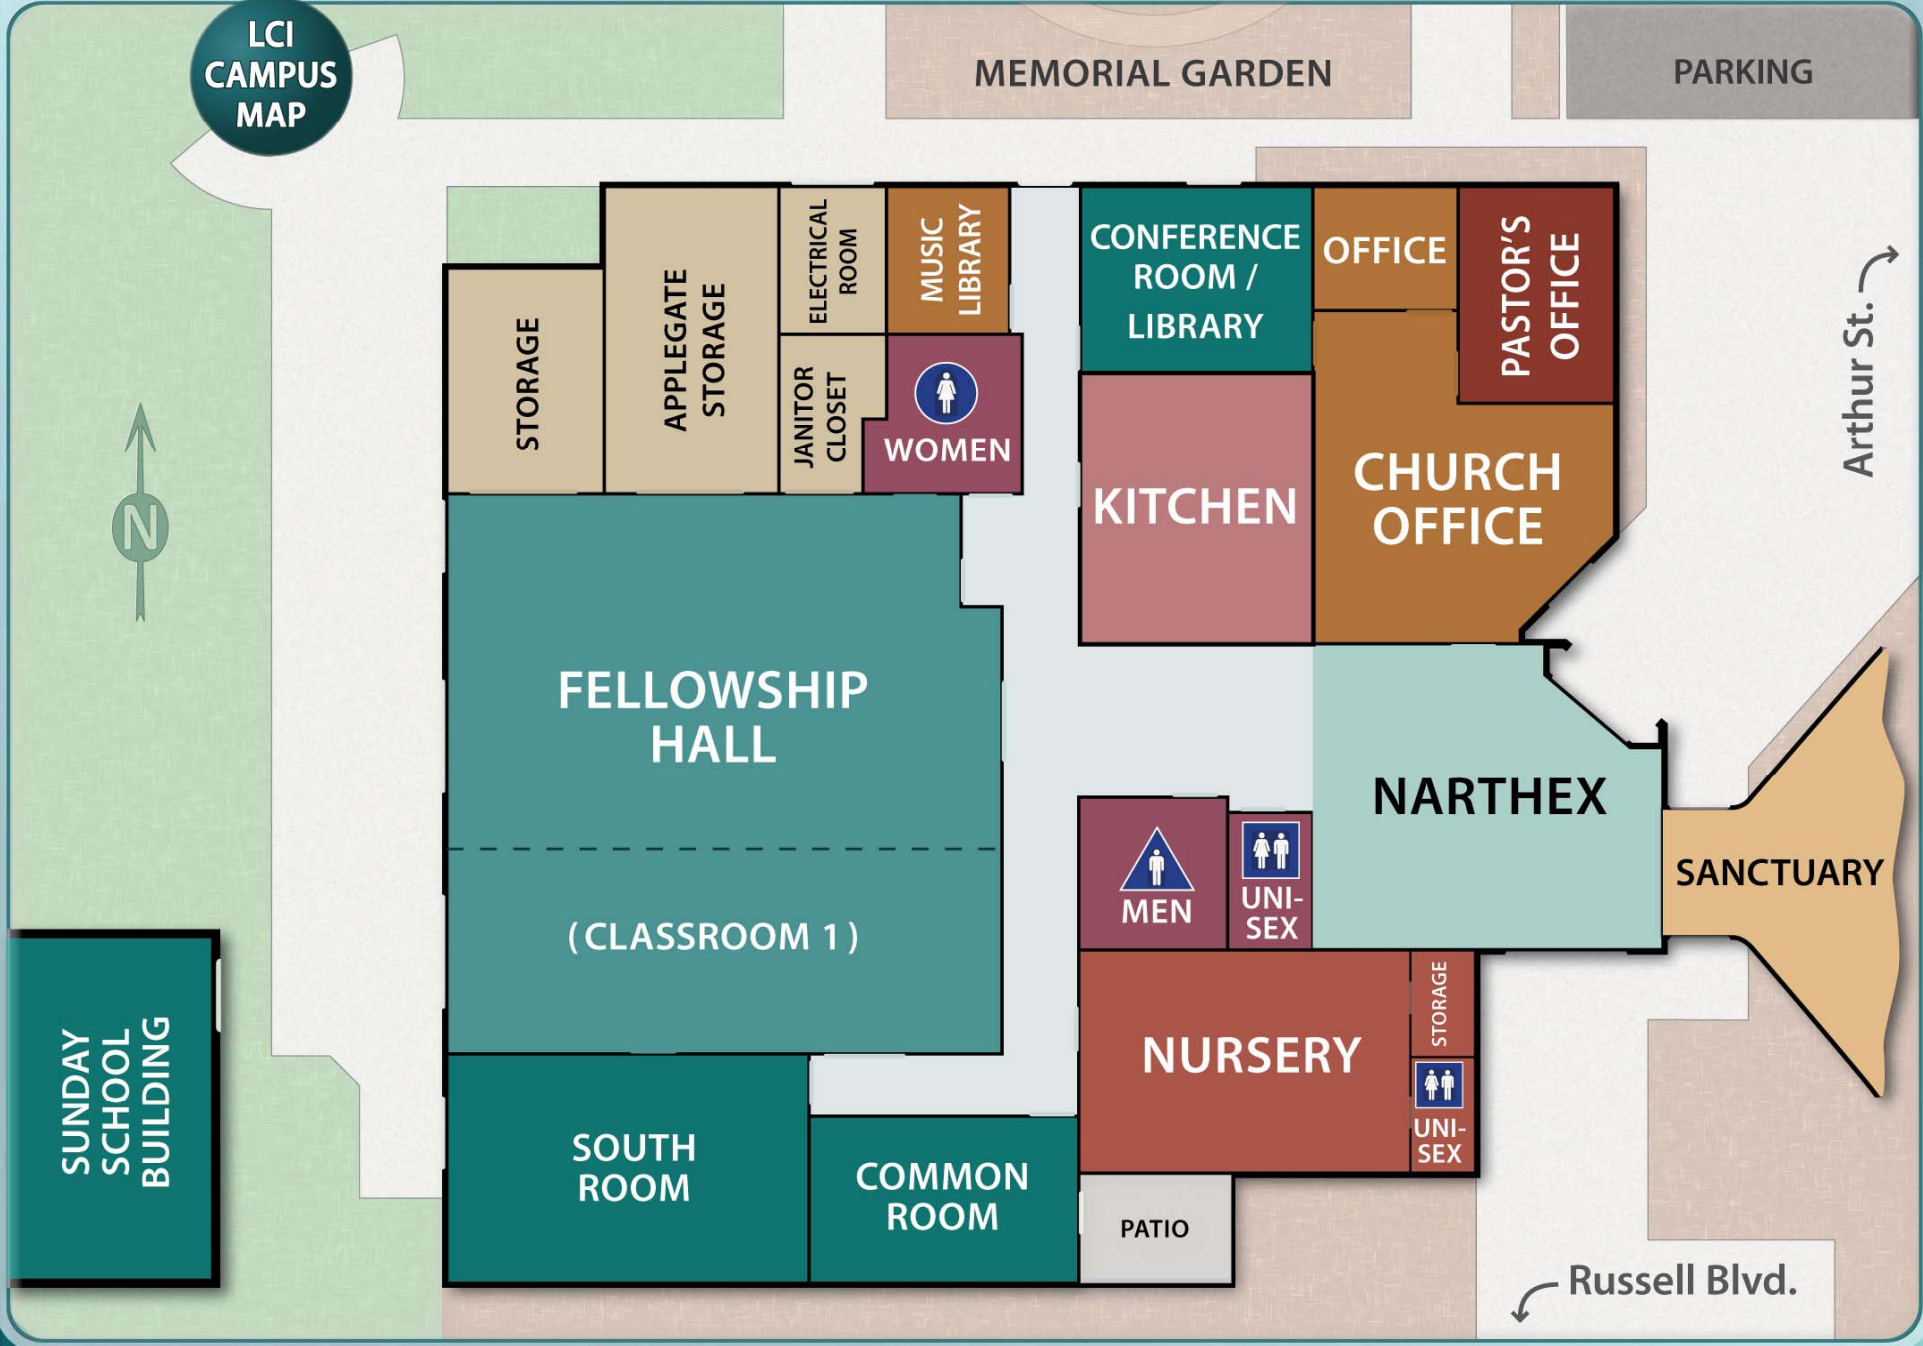 LCI
CAMPUS
MAP
MEMORIAL GARDEN
PARKING
STORAGE
APPLEGATE
STORAGE
ELECTRICAL
ROOM
MUSIC
LIBRARY
JANITOR
CLOSET
WOMEN
CONFERENCE
ROOM /
LIBRARY
OFFICE
PASTOR'S
OFFICE
Arthur St.
KITCHEN
CHURCH
OFFICE
N
FELLOWSHIP
HALL
(CLASSROOM 1)
NARTHEX
SANCTUARY
MEN
UNI-
SEX
NURSERY
STORAGE
UNI-
SEX
SUNDAY
SCHOOL
BUILDING
SOUTH
ROOM
COMMON
ROOM
PATIO
Russell Blvd.